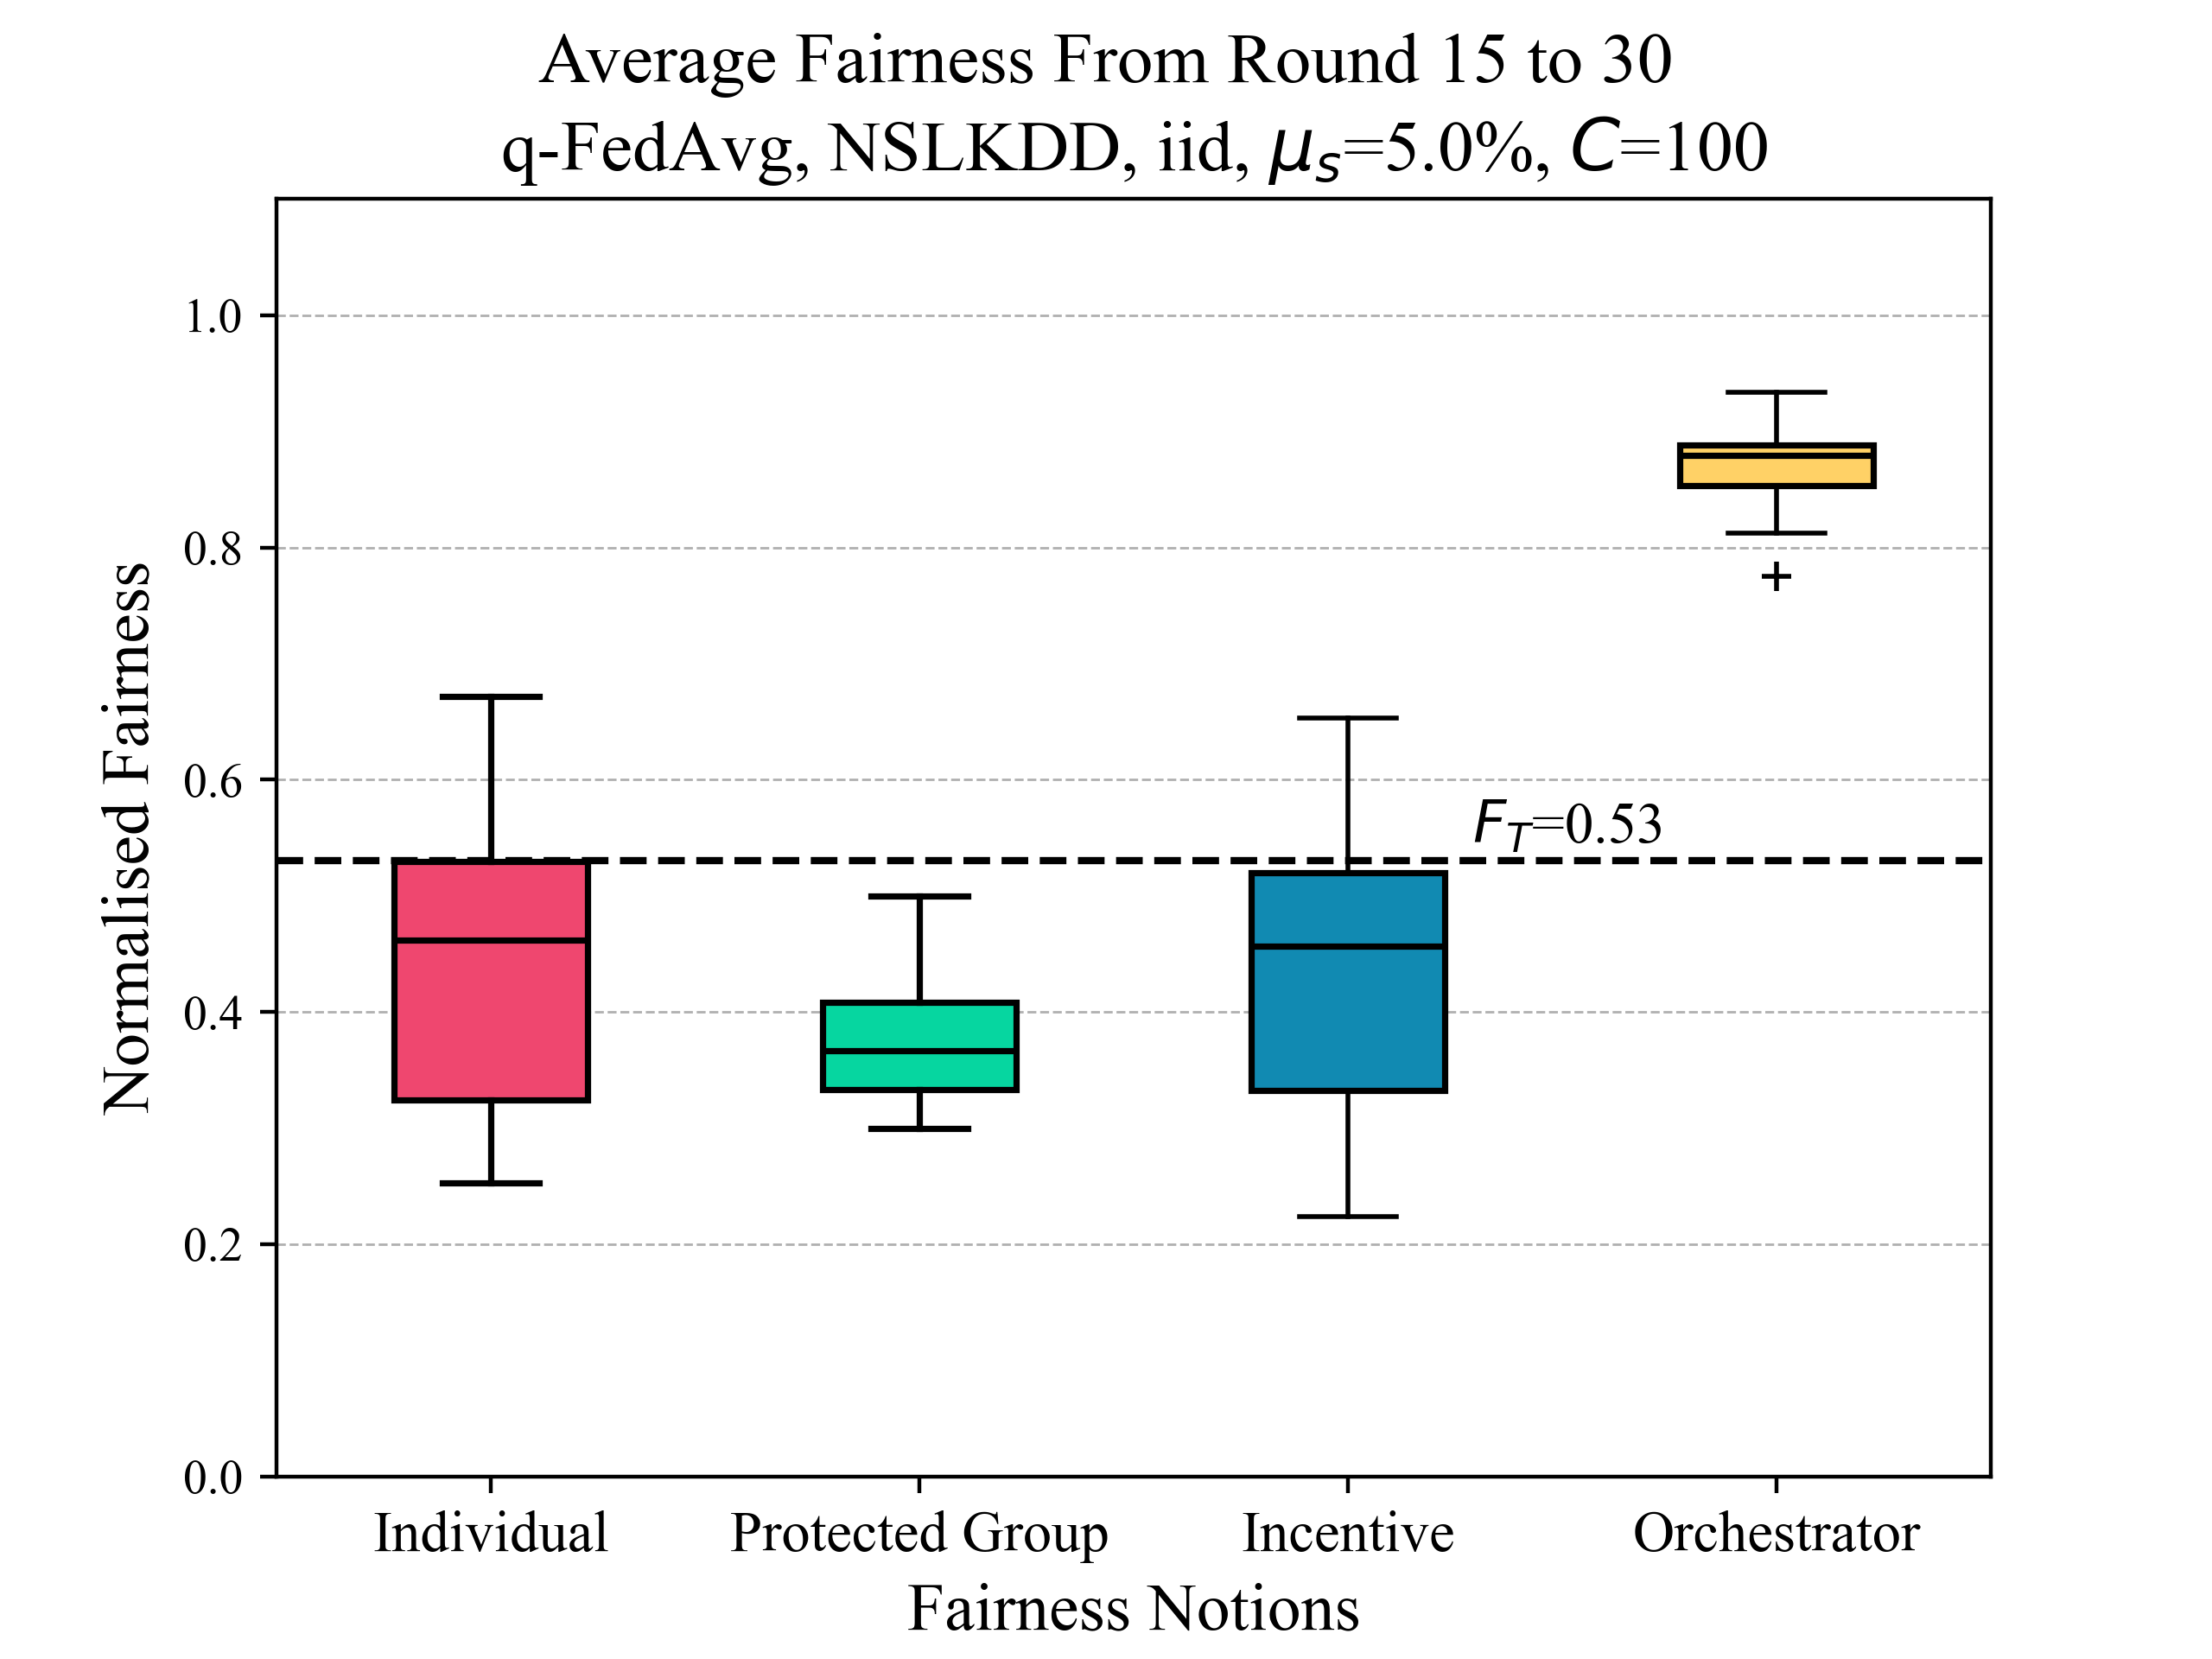 Average Fairness From Round 15 to 30
q-FedAvg, NSLKDD, iid, μₛ=5.0%, C=100
Normalised Fairness
1.0
0.8
0.6
0.4
0.2
0.0
F_T=0.53
Individual
Protected Group
Incentive
Orchestrator
Fairness Notions